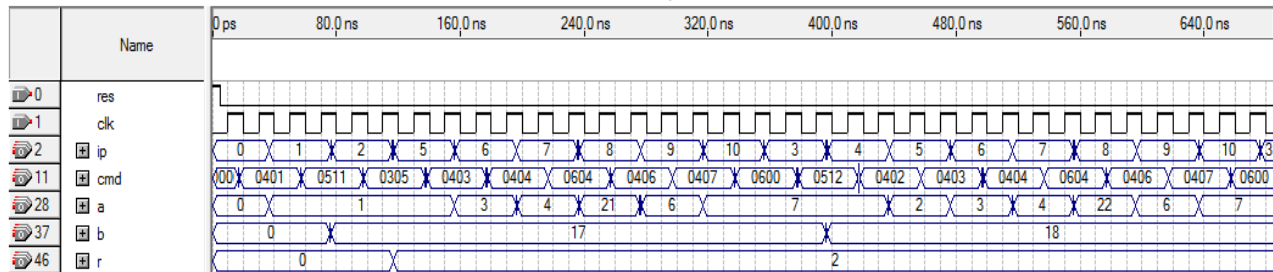 Name 0 ps 80.0 ns 160.0 ns 240.0 ns 320.0 ns 400.0 ns 480.0 ns 560.0 ns 640.0 ns
0 res
1 clk
2 ip 0 1 2 5 6 7 8 9 10 3 4 5 6 7 8 9 10 3
11 cmd 00 0401 0511 0305 0403 0404 0604 0406 0407 0600 0512 0402 0403 0404 0604 0406 0407 0600
28 a 0 1 3 4 21 6 7 2 3 4 22 6 7
37 b 0 17 18
46 r 0 2